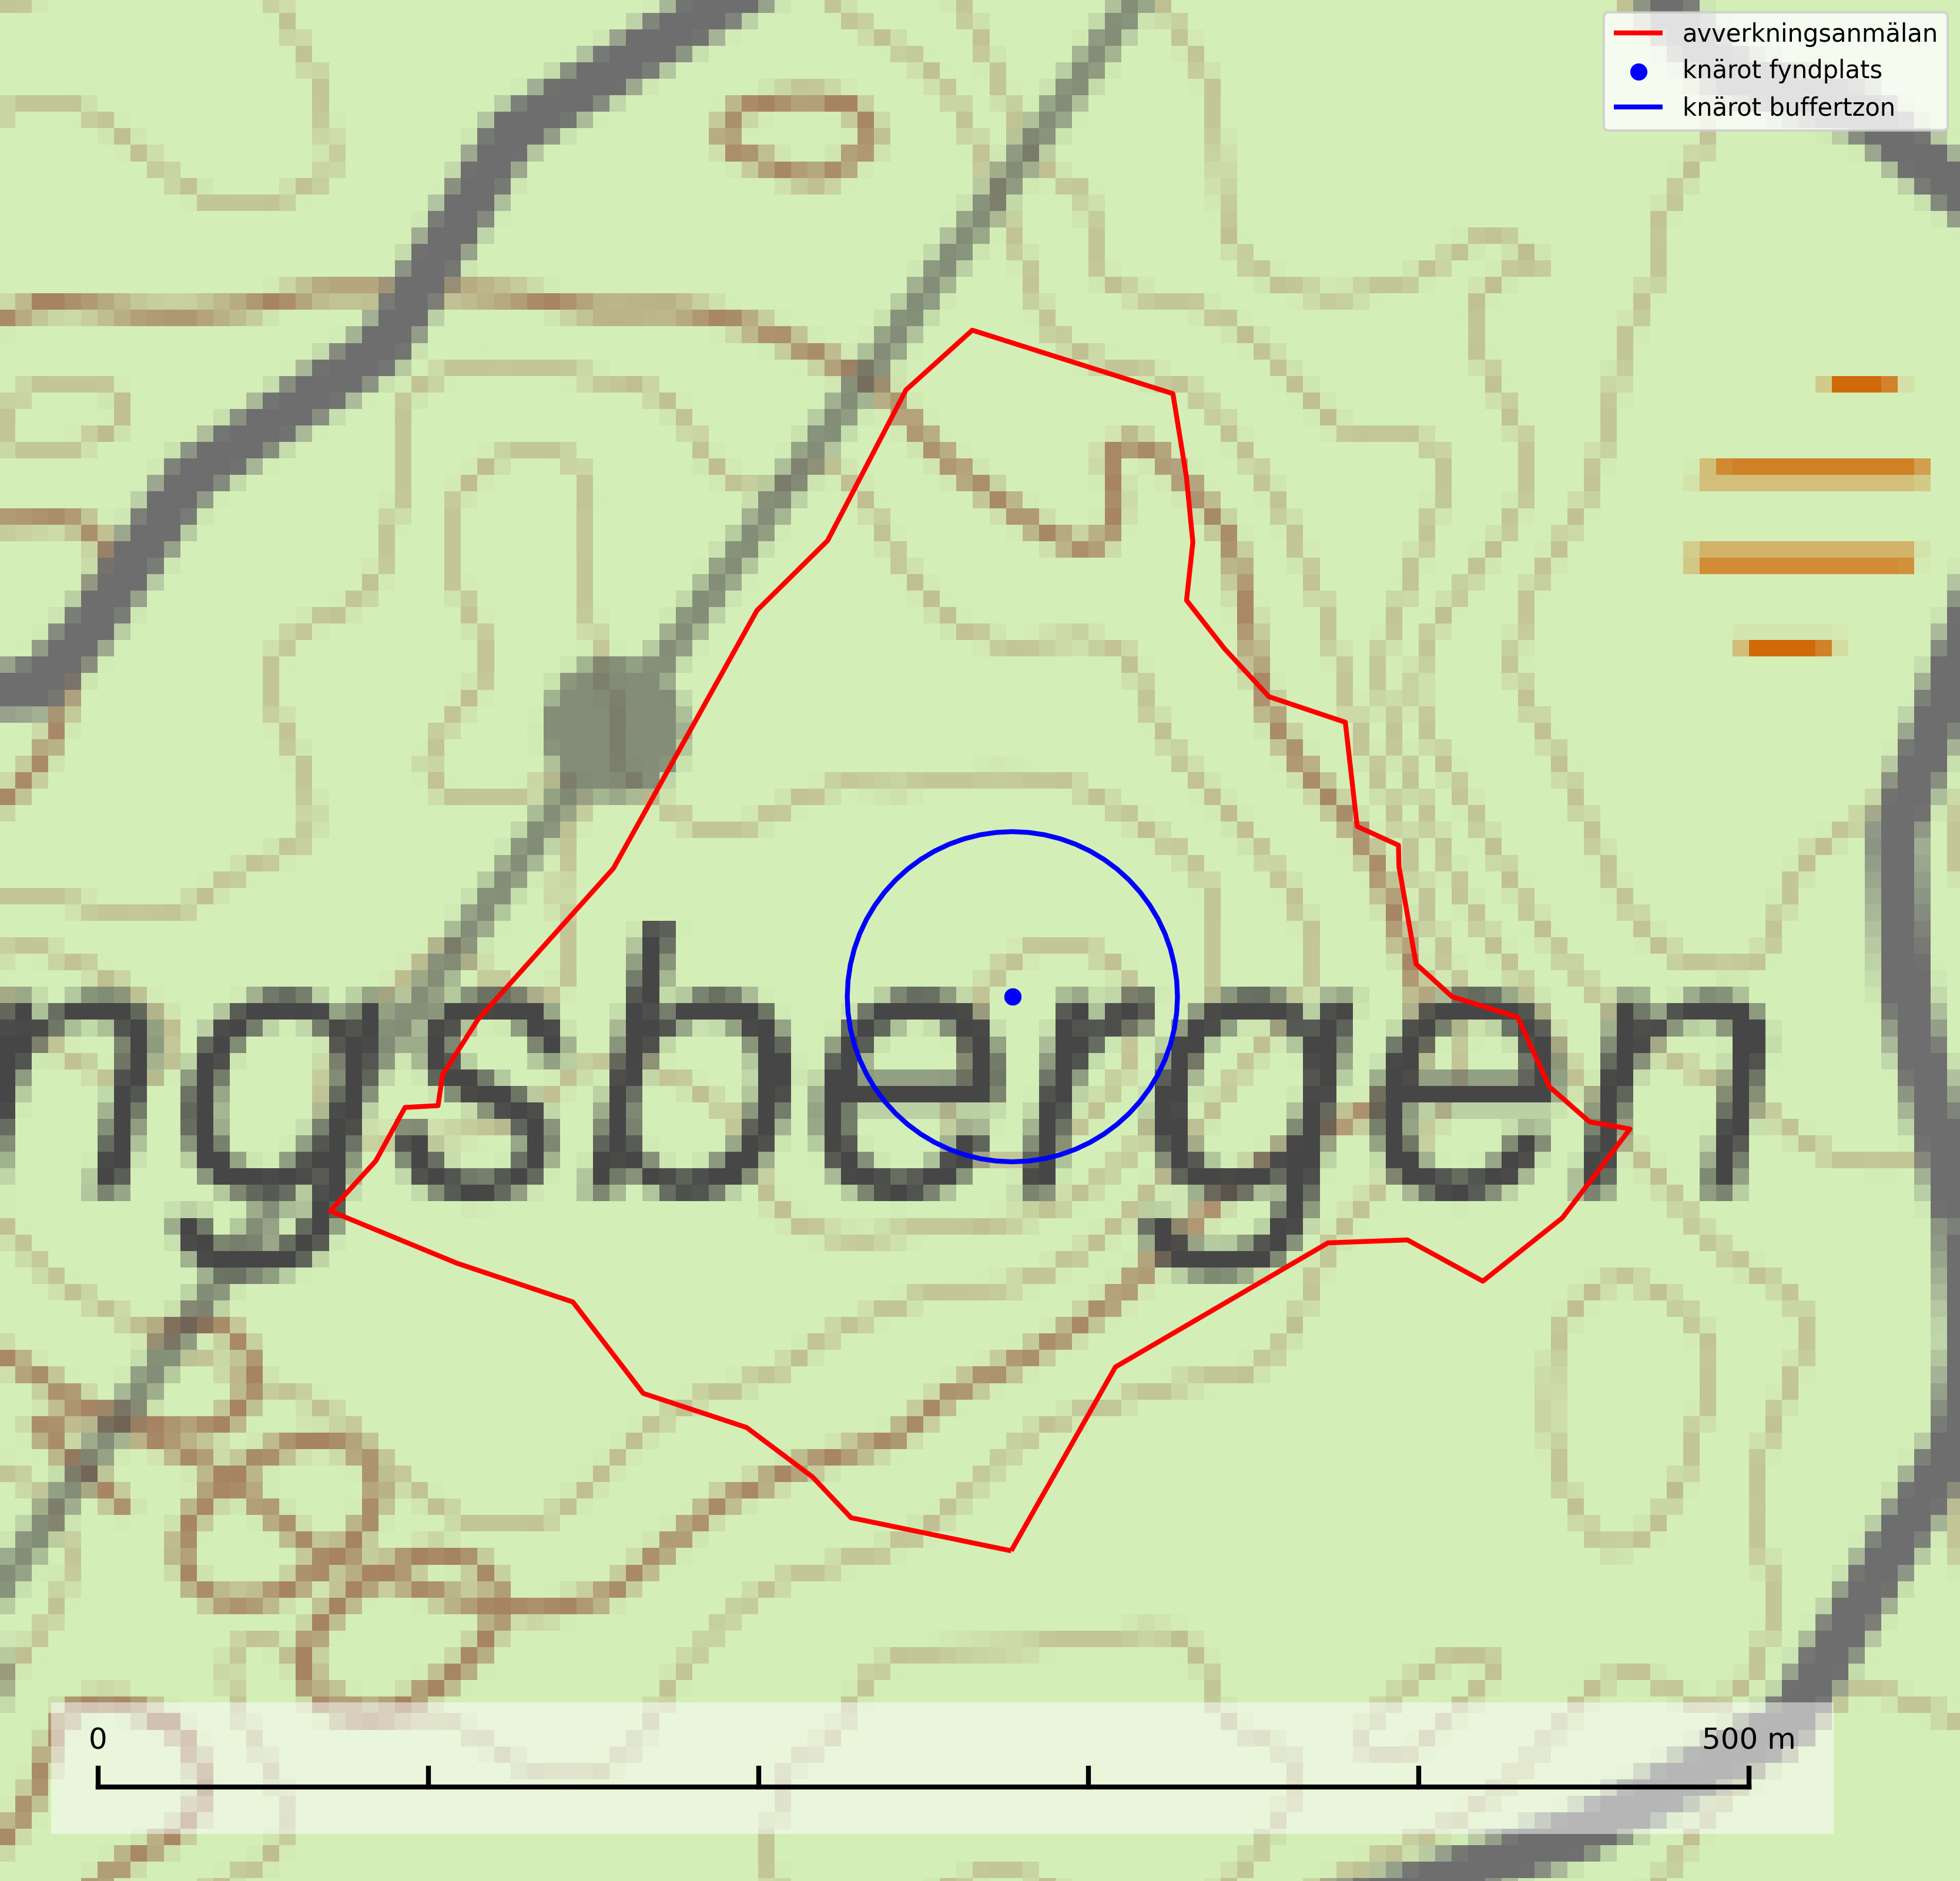 avverkningsanmälan
knärot fyndplats
knärot buffertzon
ngsbergen
0
500 m